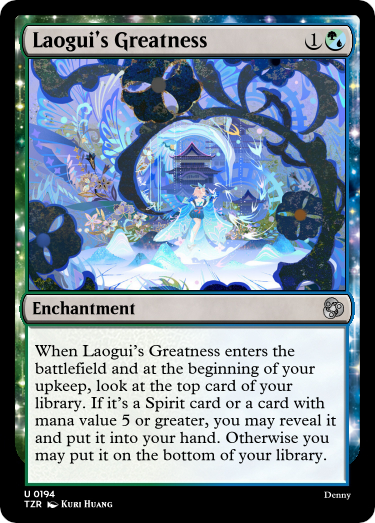 Laogui's Greatness 1
Enchantment
When Laogui's Greatness enters the
battlefield and at the beginning of your
upkeep, look at the top card of your
library. If it's a Spirit card or a card with
mana value 5 or greater, you may reveal it
and put it into your hand. Otherwise you
may put it on the bottom of your library.
U 0194
TZR Kuri Huang
Denny